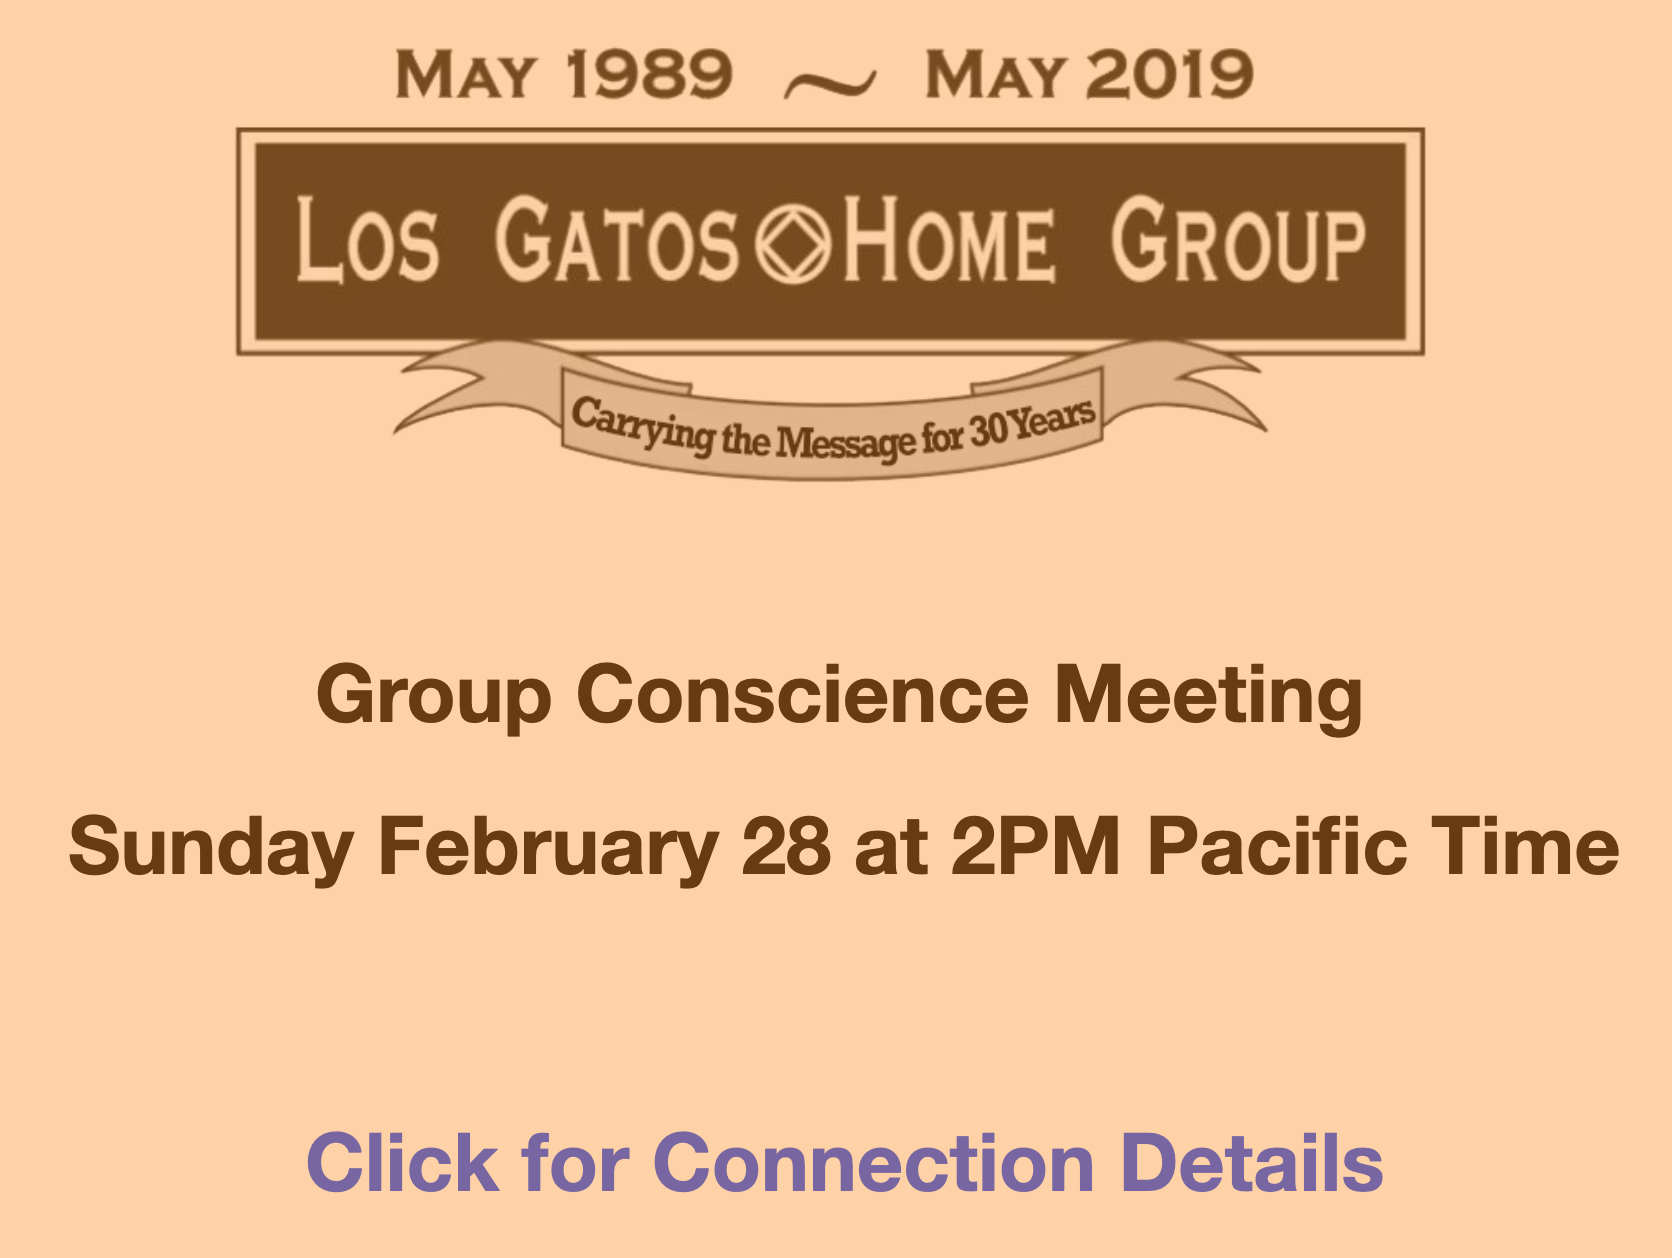 May 1989 ~ May 2019
Los Gatos Home Group
Carrying the Message for 30 Years
Group Conscience Meeting
Sunday February 28 at 2PM Pacific Time
Click for Connection Details